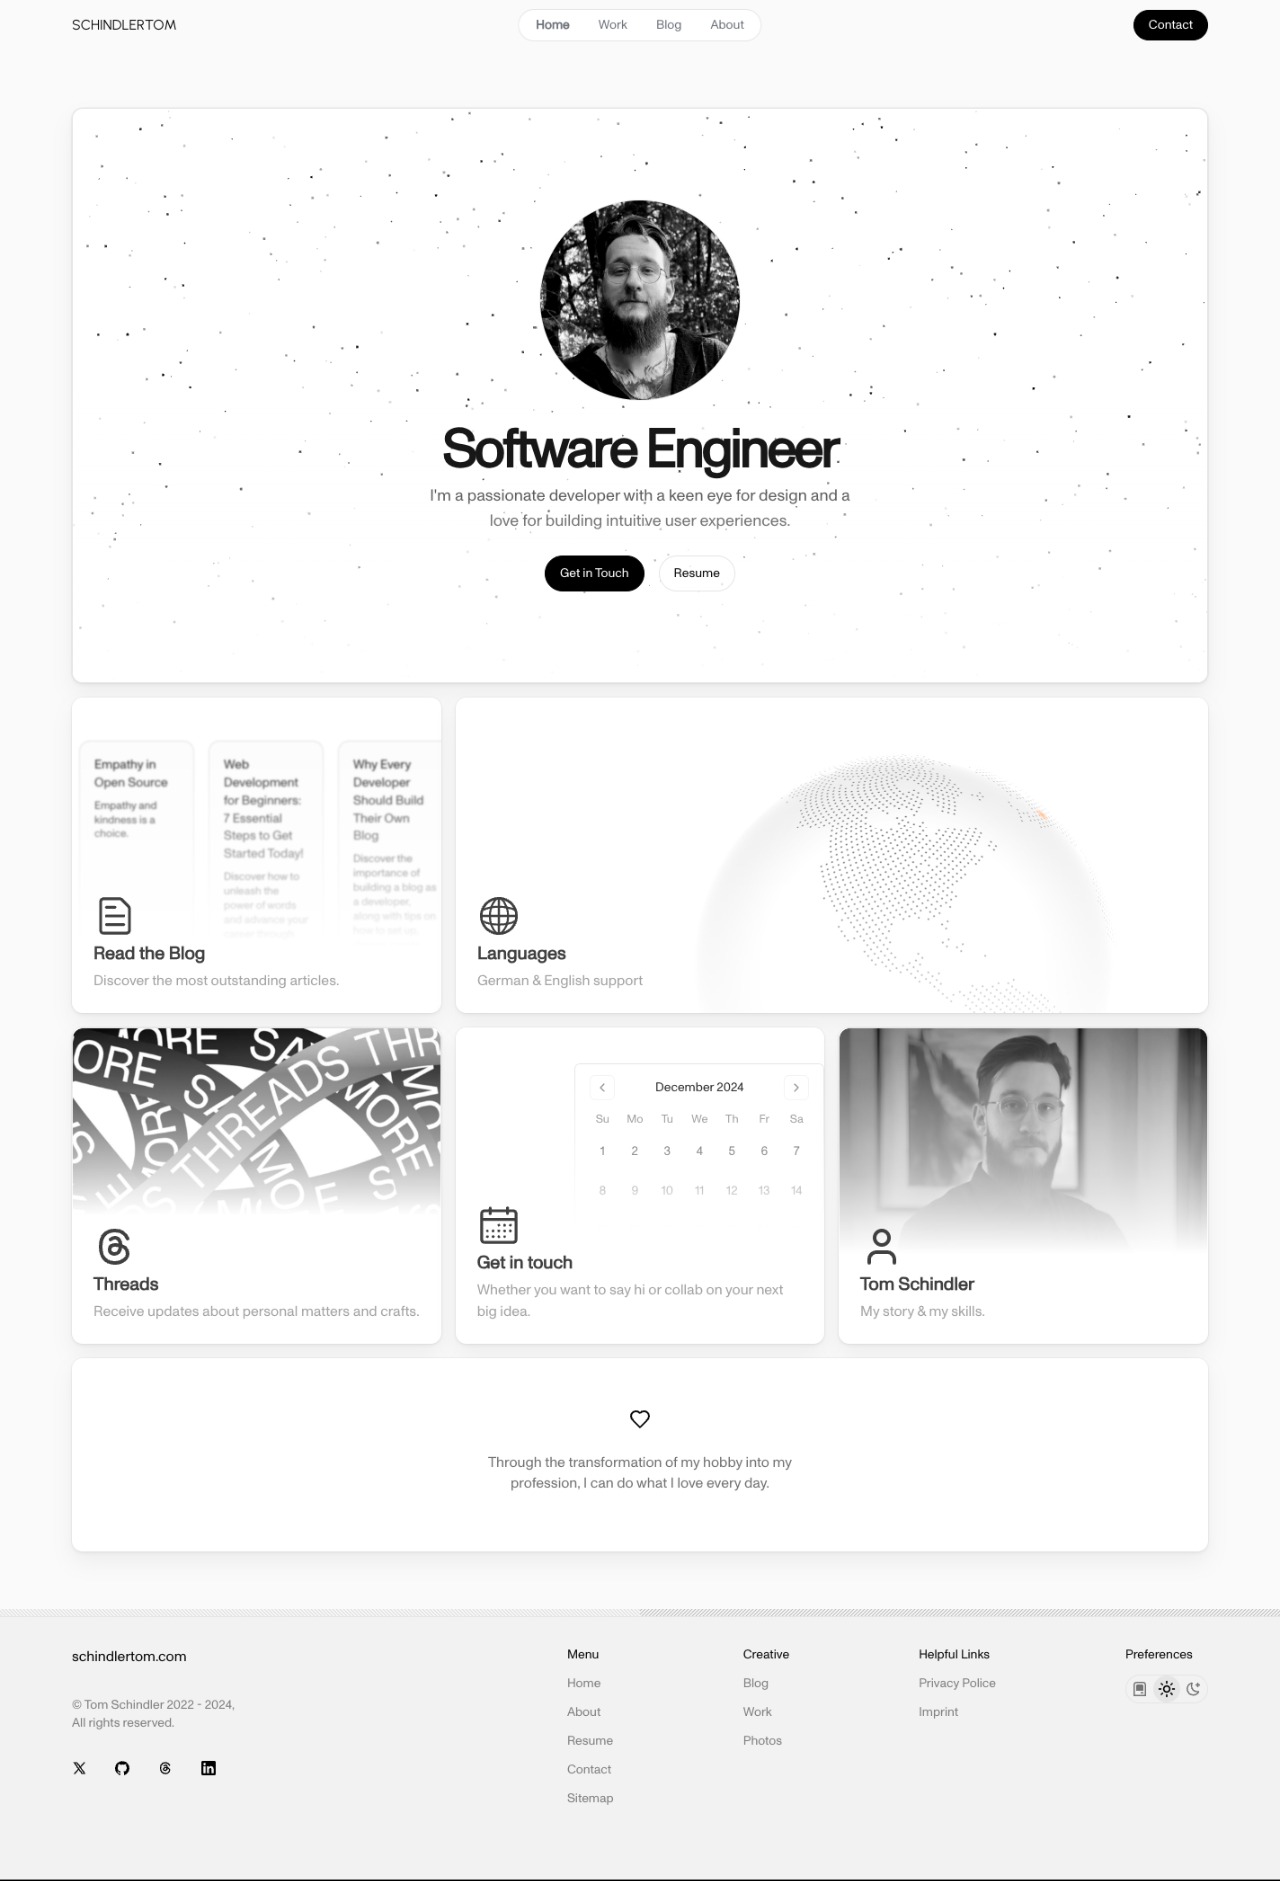 SCHINDLERTOM
Home
Work
Blog
About
Contact
Software Engineer
I'm a passionate developer with a keen eye for design and a
love for building intuitive user experiences.
Get in Touch
Resume
Empathy in
Open Source
Empathy and
kindness is a
choice.
Web
Development
for Beginners:
7 Essential
Steps to Get
Started Today!
Discover how to
unleash the
power of words
and advance your
Why Every
Developer
Should Build
Their Own
Blog
Discover the
importance of
building a blog as
a developer,
along with tips on
how to set up
Read the Blog
Discover the most outstanding articles.
Languages
German & English support
MORE
THREADS
MORE
THREADS
Threads
Receive updates about personal matters and crafts.
December 2024
Su Mo Tu We Th Fr Sa
1 2 3 4 5 6 7
8 9 10 11 12 13 14
Get in touch
Whether you want to say hi or collab on your next
big idea.
Tom Schindler
My story & my skills.
Through the transformation of my hobby into my
profession, I can do what I love every day.
schindlertom.com
© Tom Schindler 2022 - 2024,
All rights reserved.
Menu
Home
About
Resume
Contact
Sitemap
Creative
Blog
Work
Photos
Helpful Links
Privacy Police
Imprint
Preferences